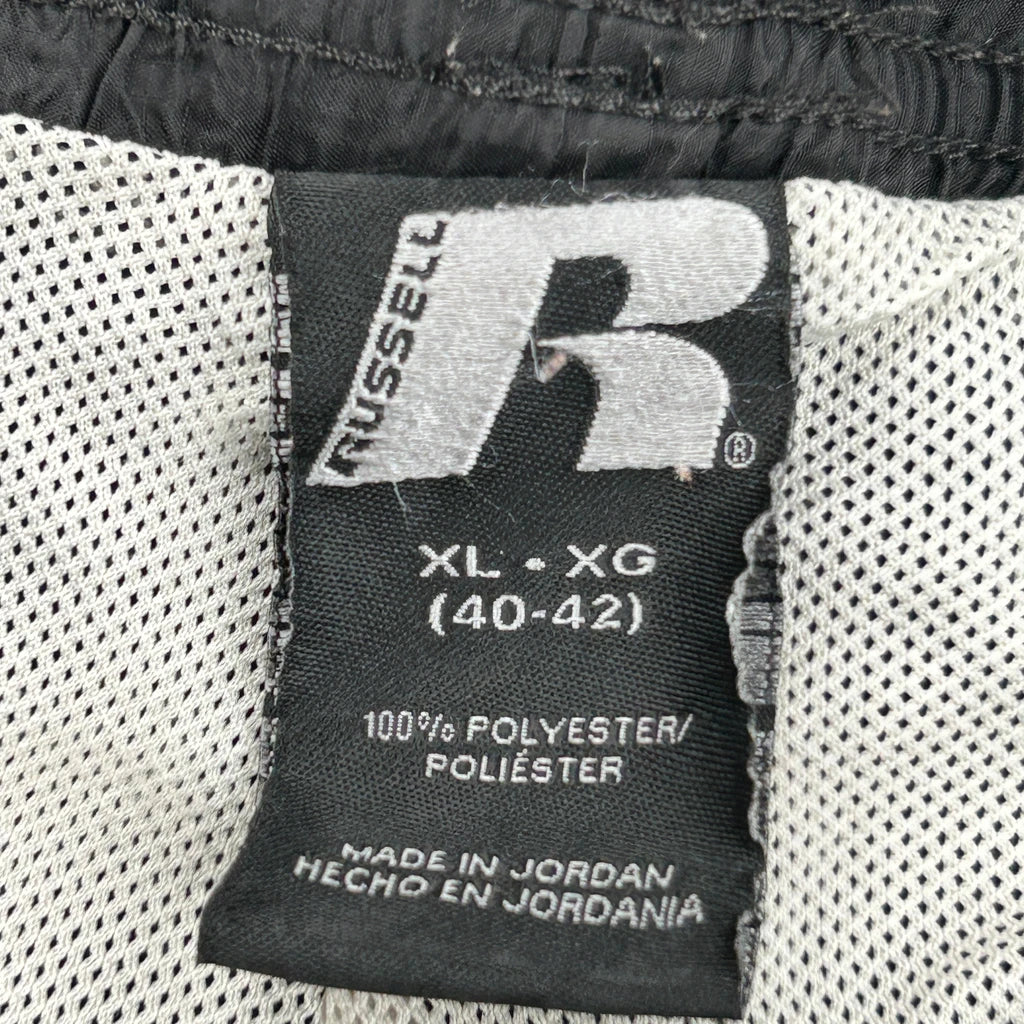 RUSSELL
R
®
XL • XG
(40-42)
100% POLYESTER/
POLIÉSTER
MADE IN JORDAN
HECHO EN JORDANIA